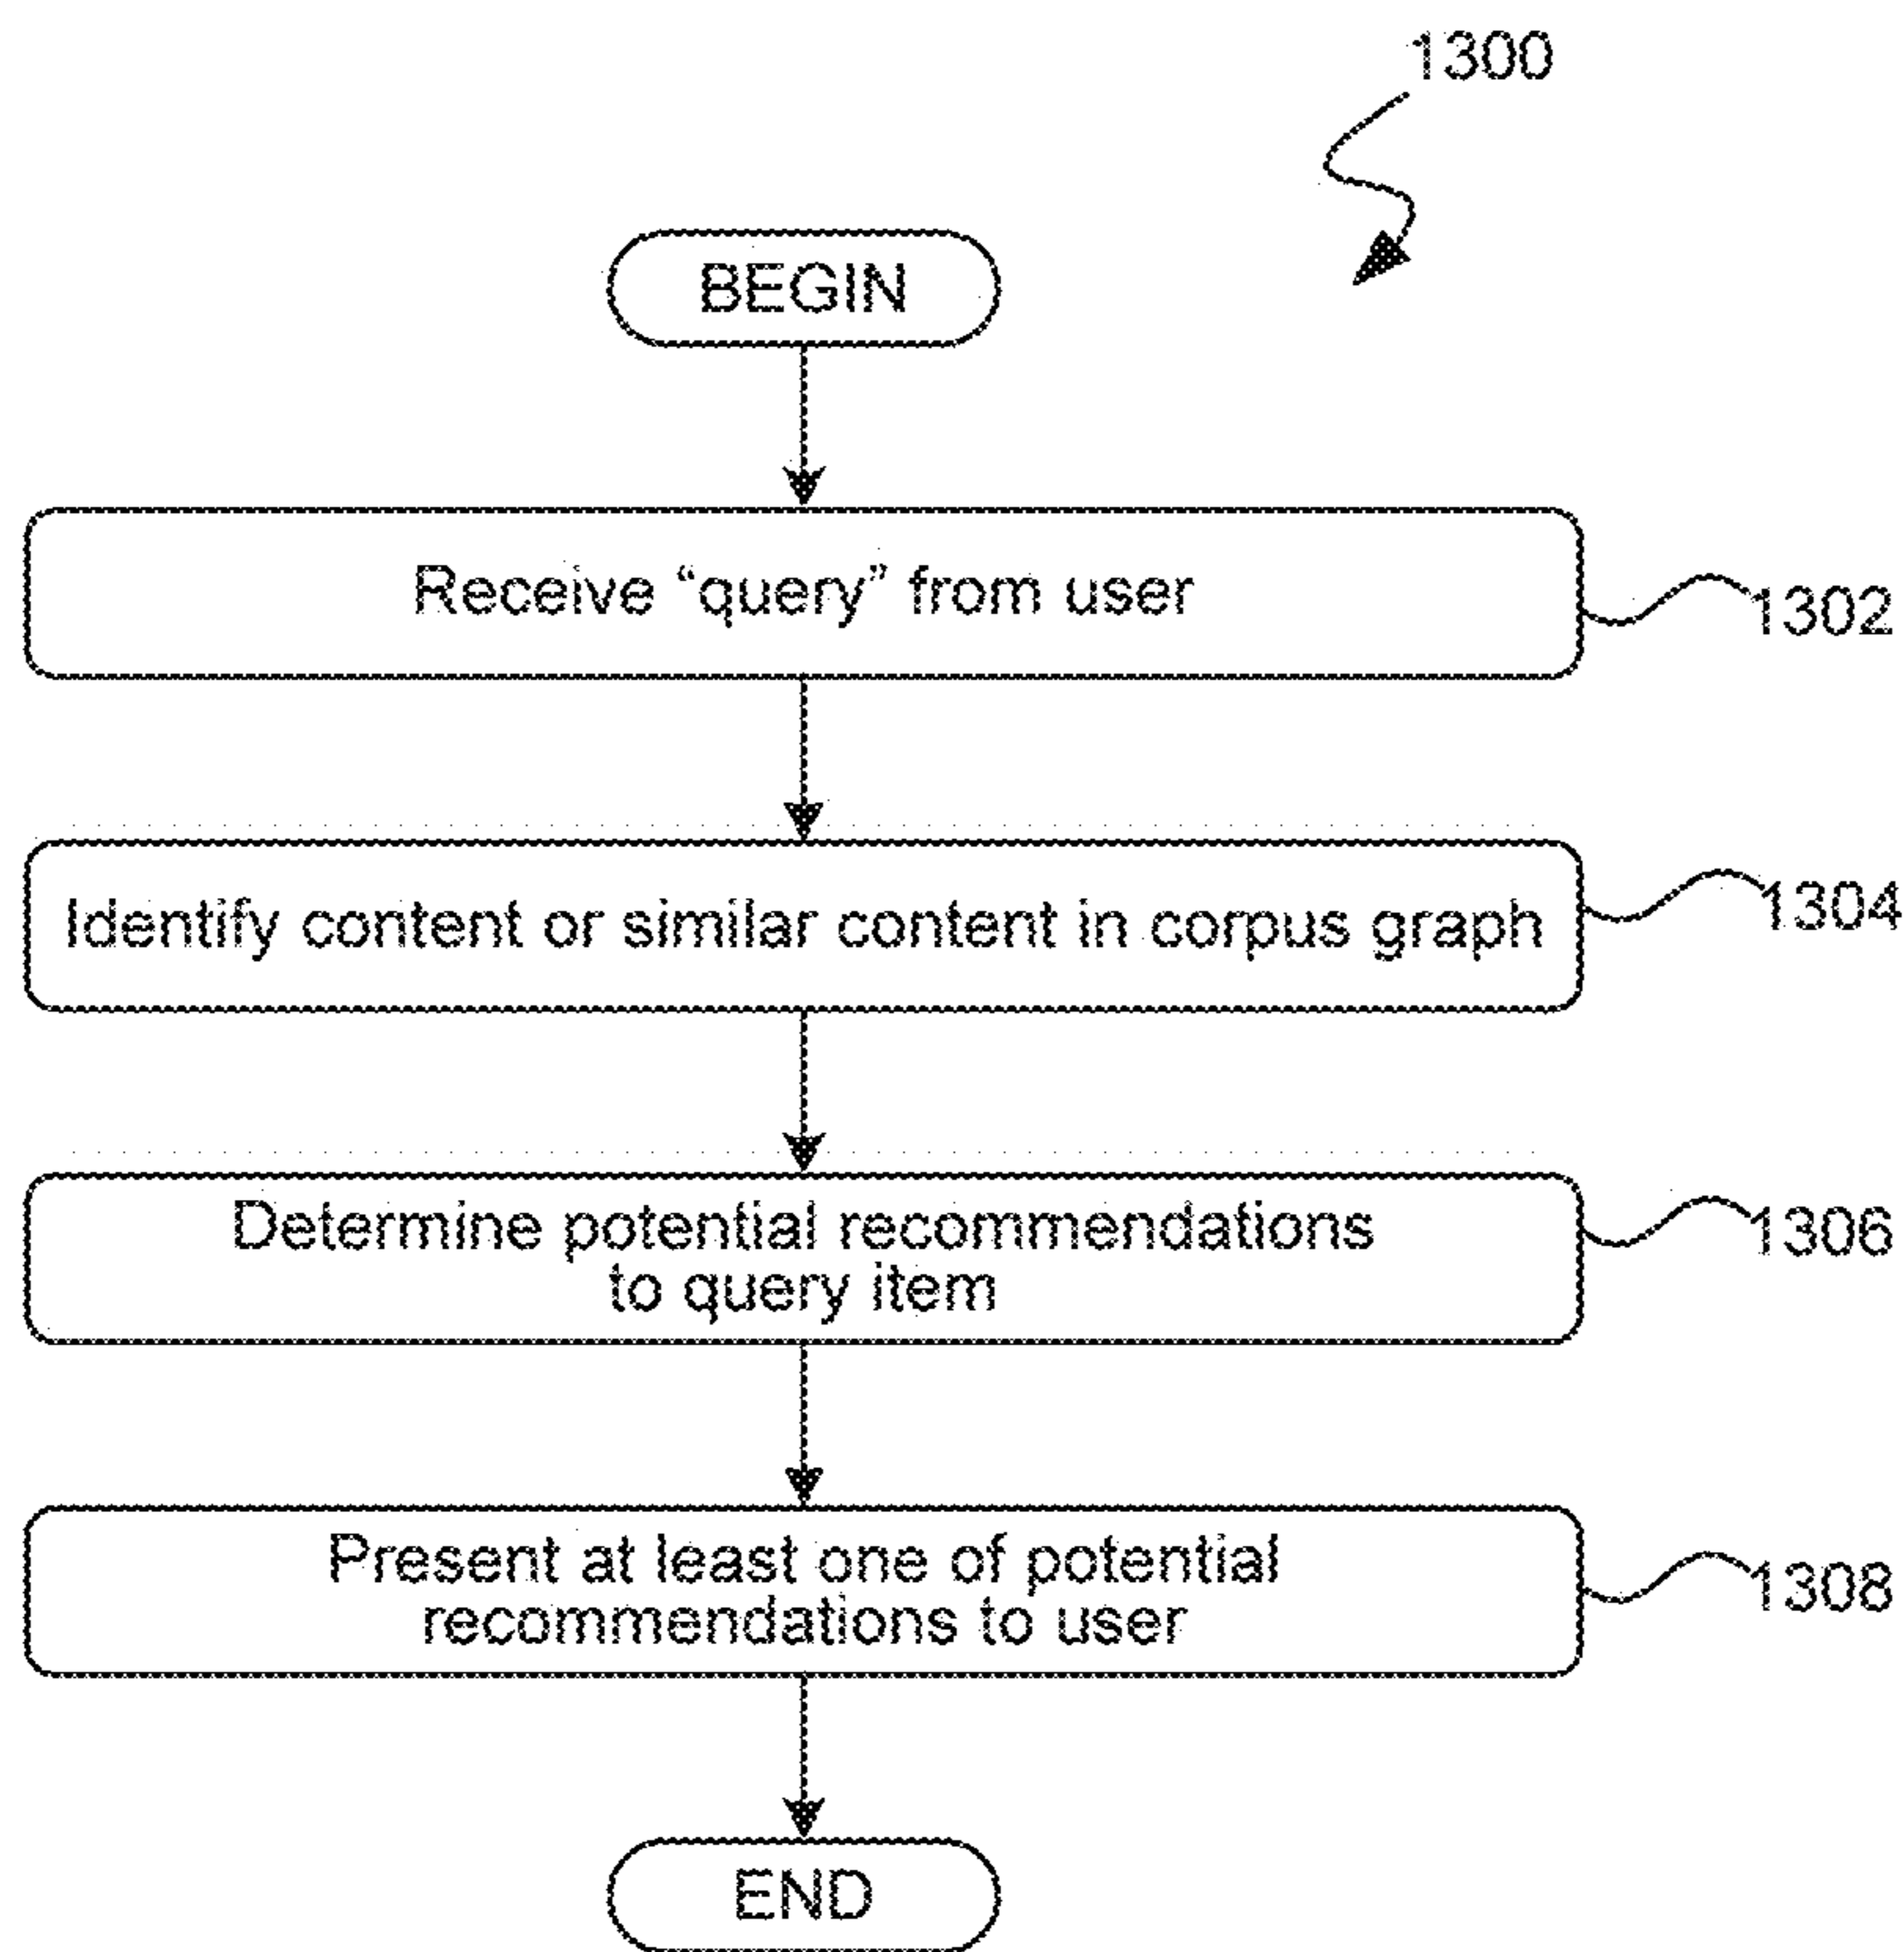 1300
BEGIN
Receive “query” from user
1302
Identify content or similar content in corpus graph
1304
Determine potential recommendations
to query item
1306
Present at least one of potential
recommendations to user
1308
END